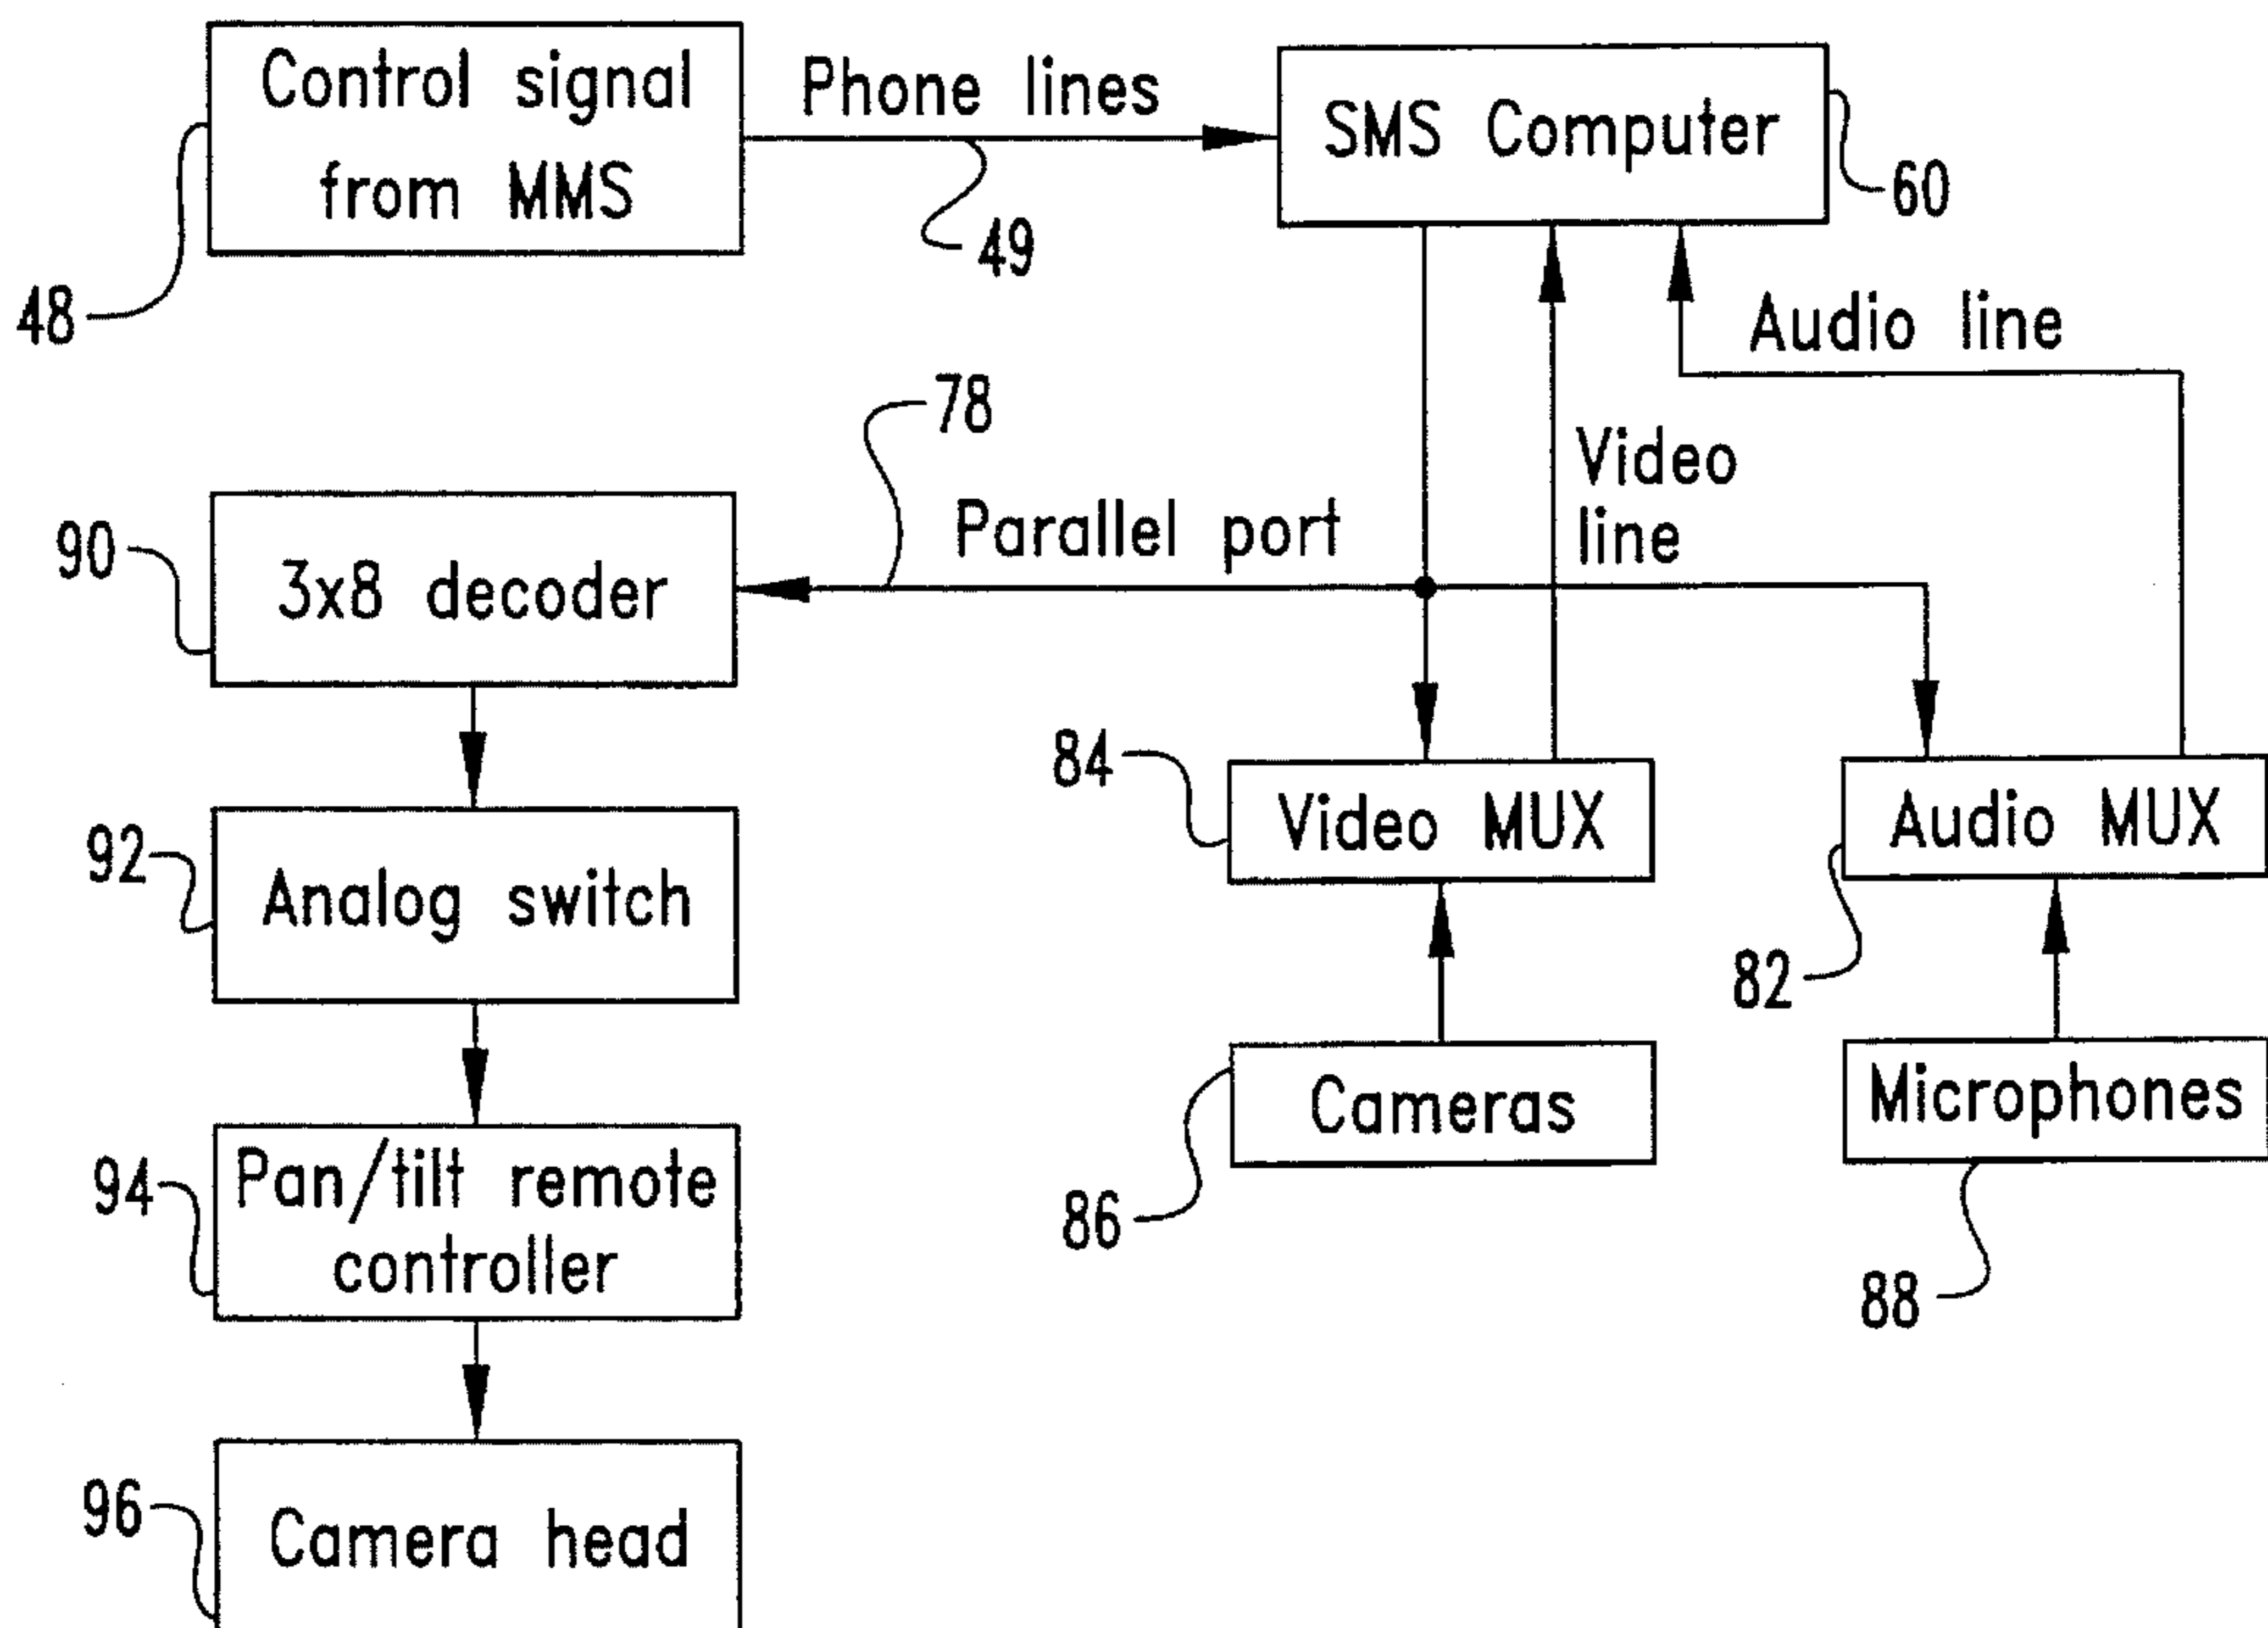 Control signal
from MMS
Phone lines
SMS Computer
60
49
48
Audio line
78
Video
line
Parallel port
90
3x8 decoder
84
Video MUX
Audio MUX
92
Analog switch
82
Cameras
Microphones
94
Pan/tilt remote
controller
86
88
96
Camera head